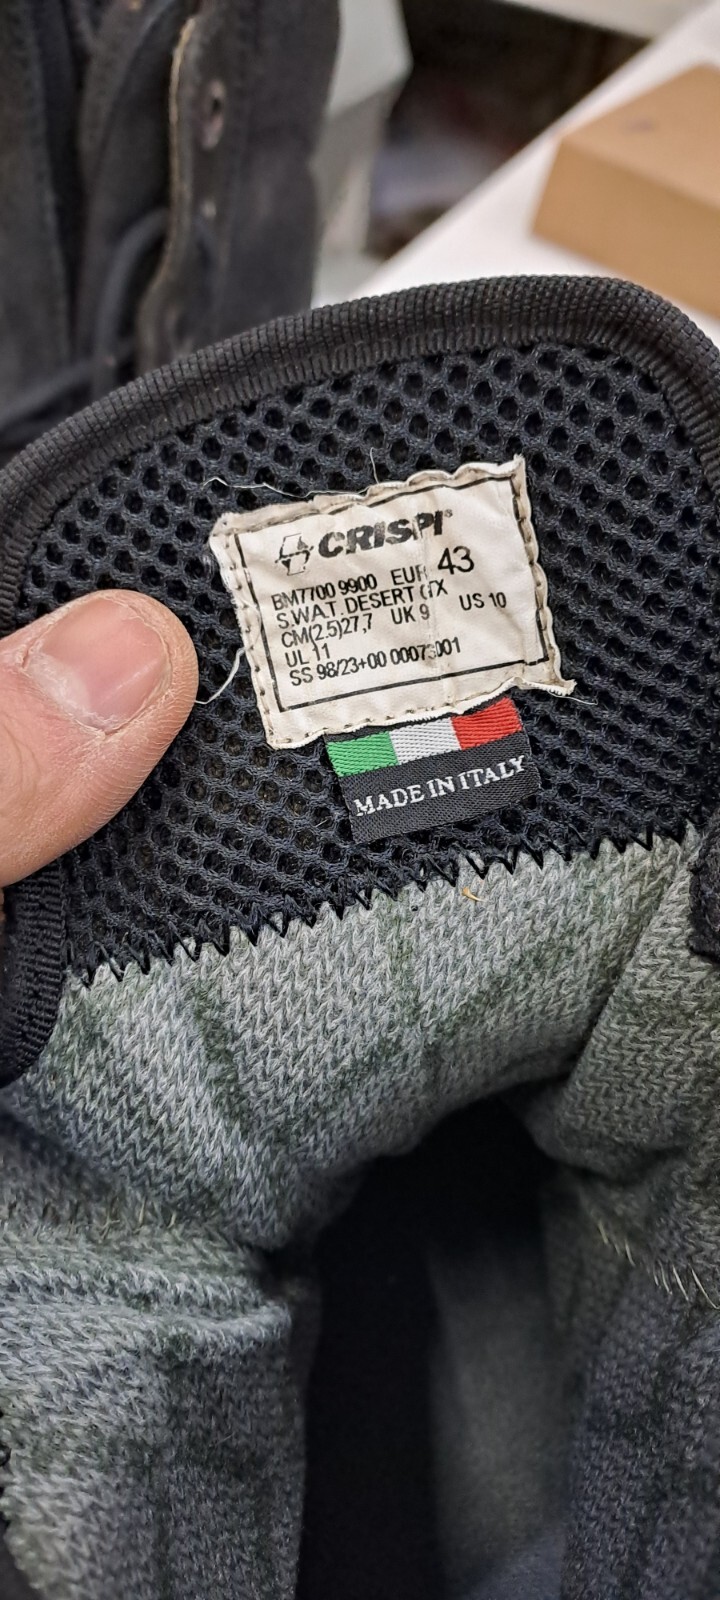 CRISPI®
BM7700 9900 EUR 43
S.W.A.T. DESERT GTX
CM(2.5)27,7 UK 9 US 10
UL 11
SS 98/23+00 00073001
MADE IN ITALY